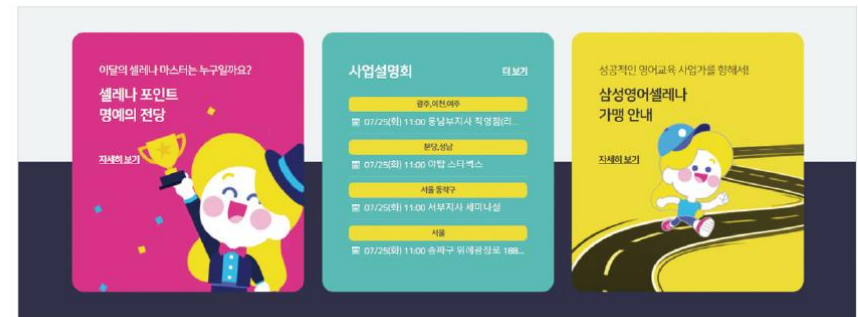 이달의 셀레나 마스터는 누구일까요?
셀레나 포인트
명예의 전당
자세히 보기
사업설명회
더 보기
광주,이천,여주
07/25(화) 11:00 동남부지사 직영점(리...
분당,성남
07/25(화) 11:00 야탑 스타벅스
서울 동작구
07/25(화) 11:00 서부지사 세미나실
서울
07/25(화) 11:00 송파구 위례광장로 188...
성공적인 영어교육 사업가를 향해서!
삼성영어셀레나
가맹 안내
자세히 보기